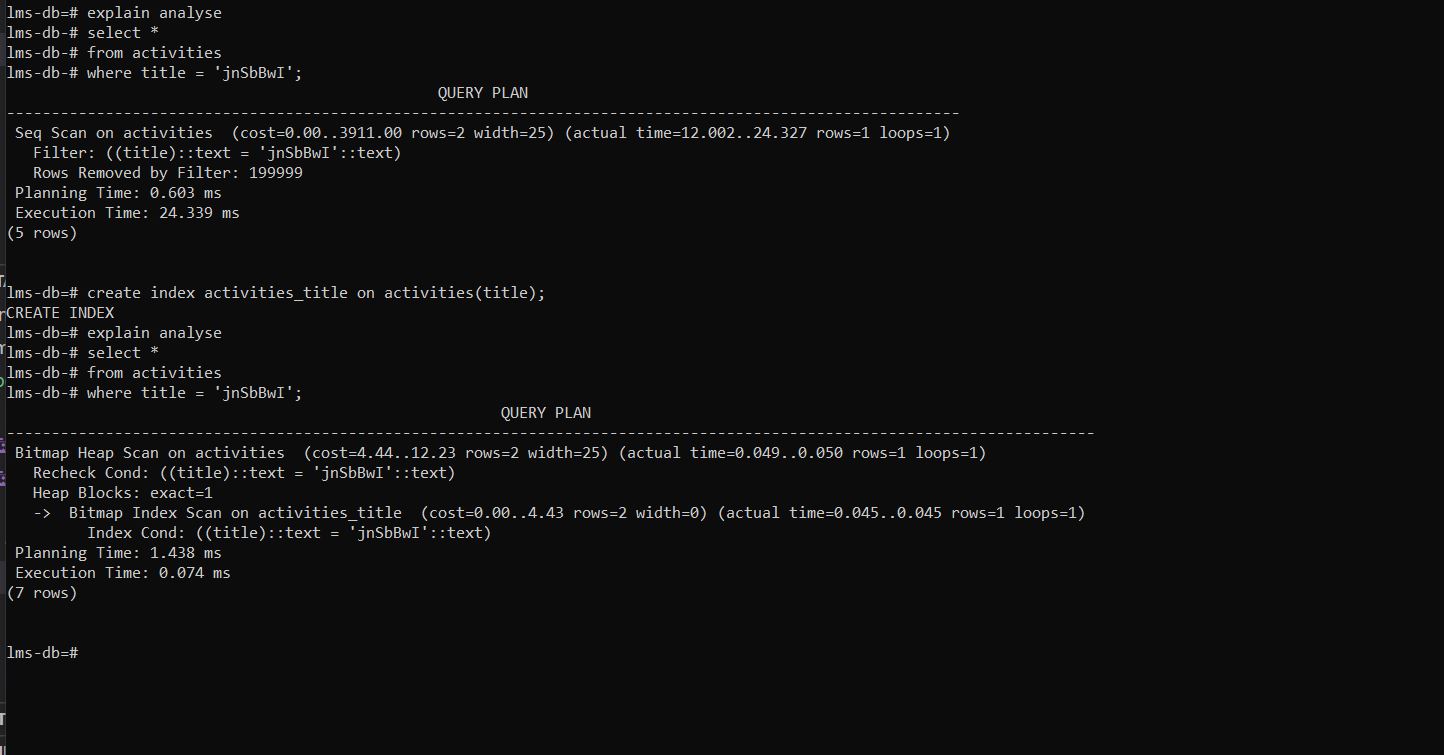 lms-db=# explain analyse
lms-db-# select *
lms-db-# from activities
lms-db-# where title = 'jnSbBwI';
QUERY PLAN
----------------------------------------------------------------------------------------------------------
Seq Scan on activities  (cost=0.00..3911.00 rows=2 width=25) (actual time=12.002..24.327 rows=1 loops=1)
Filter: ((title)::text = 'jnSbBwI'::text)
Rows Removed by Filter: 199999
Planning Time: 0.603 ms
Execution Time: 24.339 ms
(5 rows)
lms-db=# create index activities_title on activities(title);
CREATE INDEX
lms-db=# explain analyse
lms-db-# select *
lms-db-# from activities
lms-db-# where title = 'jnSbBwI';
QUERY PLAN
-------------------------------------------------------------------------------------------------------------------------
Bitmap Heap Scan on activities  (cost=4.44..12.23 rows=2 width=25) (actual time=0.049..0.050 rows=1 loops=1)
Recheck Cond: ((title)::text = 'jnSbBwI'::text)
Heap Blocks: exact=1
->  Bitmap Index Scan on activities_title  (cost=0.00..4.43 rows=2 width=0) (actual time=0.045..0.045 rows=1 loops=1)
Index Cond: ((title)::text = 'jnSbBwI'::text)
Planning Time: 1.438 ms
Execution Time: 0.074 ms
(7 rows)
lms-db=#